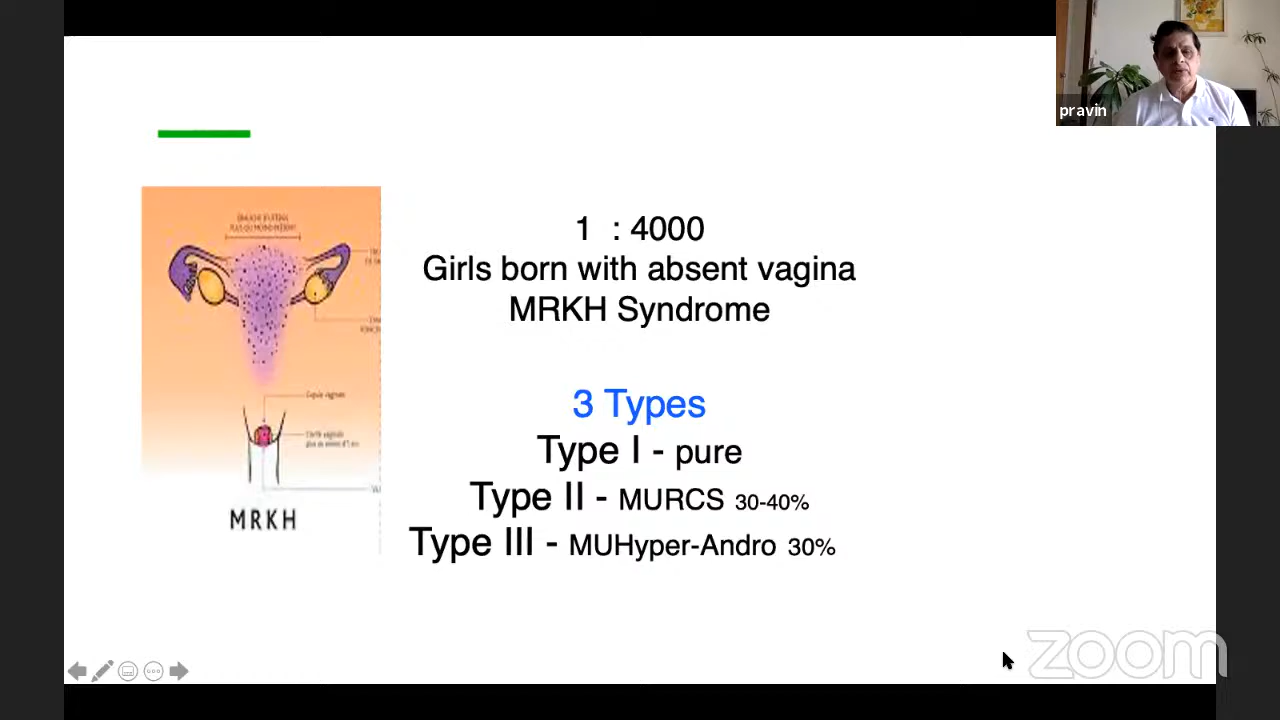 pravin
1 : 4000
Girls born with absent vagina
MRKH Syndrome
3 Types
Type I - pure
Type II - MURCS 30-40%
Type III - MUHyper-Andro 30%
MRKH
zoom